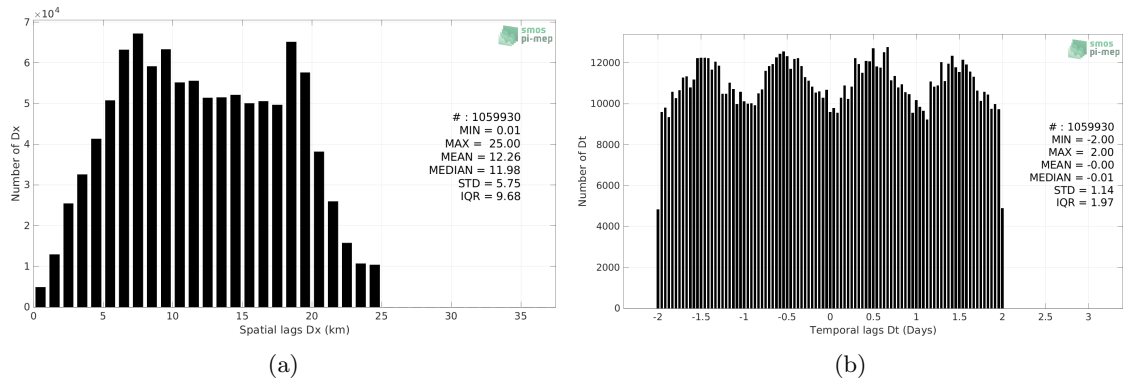 ×10⁴
7
6
5
4
3
2
1
0
Number of Dx
smos
pi-mep
# : 1059930
MIN = 0.01
MAX = 25.00
MEAN = 12.26
MEDIAN = 11.98
STD = 5.75
IQR = 9.68
0 5 10 15 20 25 30 35
Spatial lags Dx (km)
(a)
12000
10000
8000
6000
4000
2000
0
Number of Dt
smos
pi-mep
# : 1059930
MIN = -2.00
MAX = 2.00
MEAN = -0.00
MEDIAN = -0.01
STD = 1.14
IQR = 1.97
-2 -1.5 -1 -0.5 0 0.5 1 1.5 2 2.5 3
Temporal lags Dt (Days)
(b)